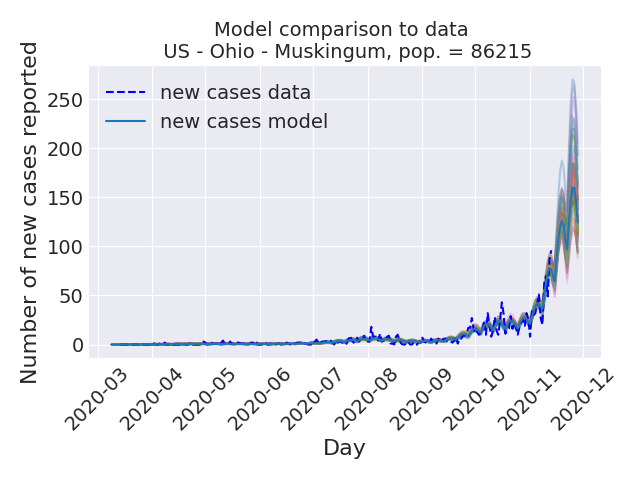 Model comparison to data
US - Ohio - Muskingum, pop. = 86215
Number of new cases reported
250
200
150
100
50
0
new cases data
new cases model
2020-03
2020-04
2020-05
2020-06
2020-07
2020-08
2020-09
2020-10
2020-11
2020-12
Day